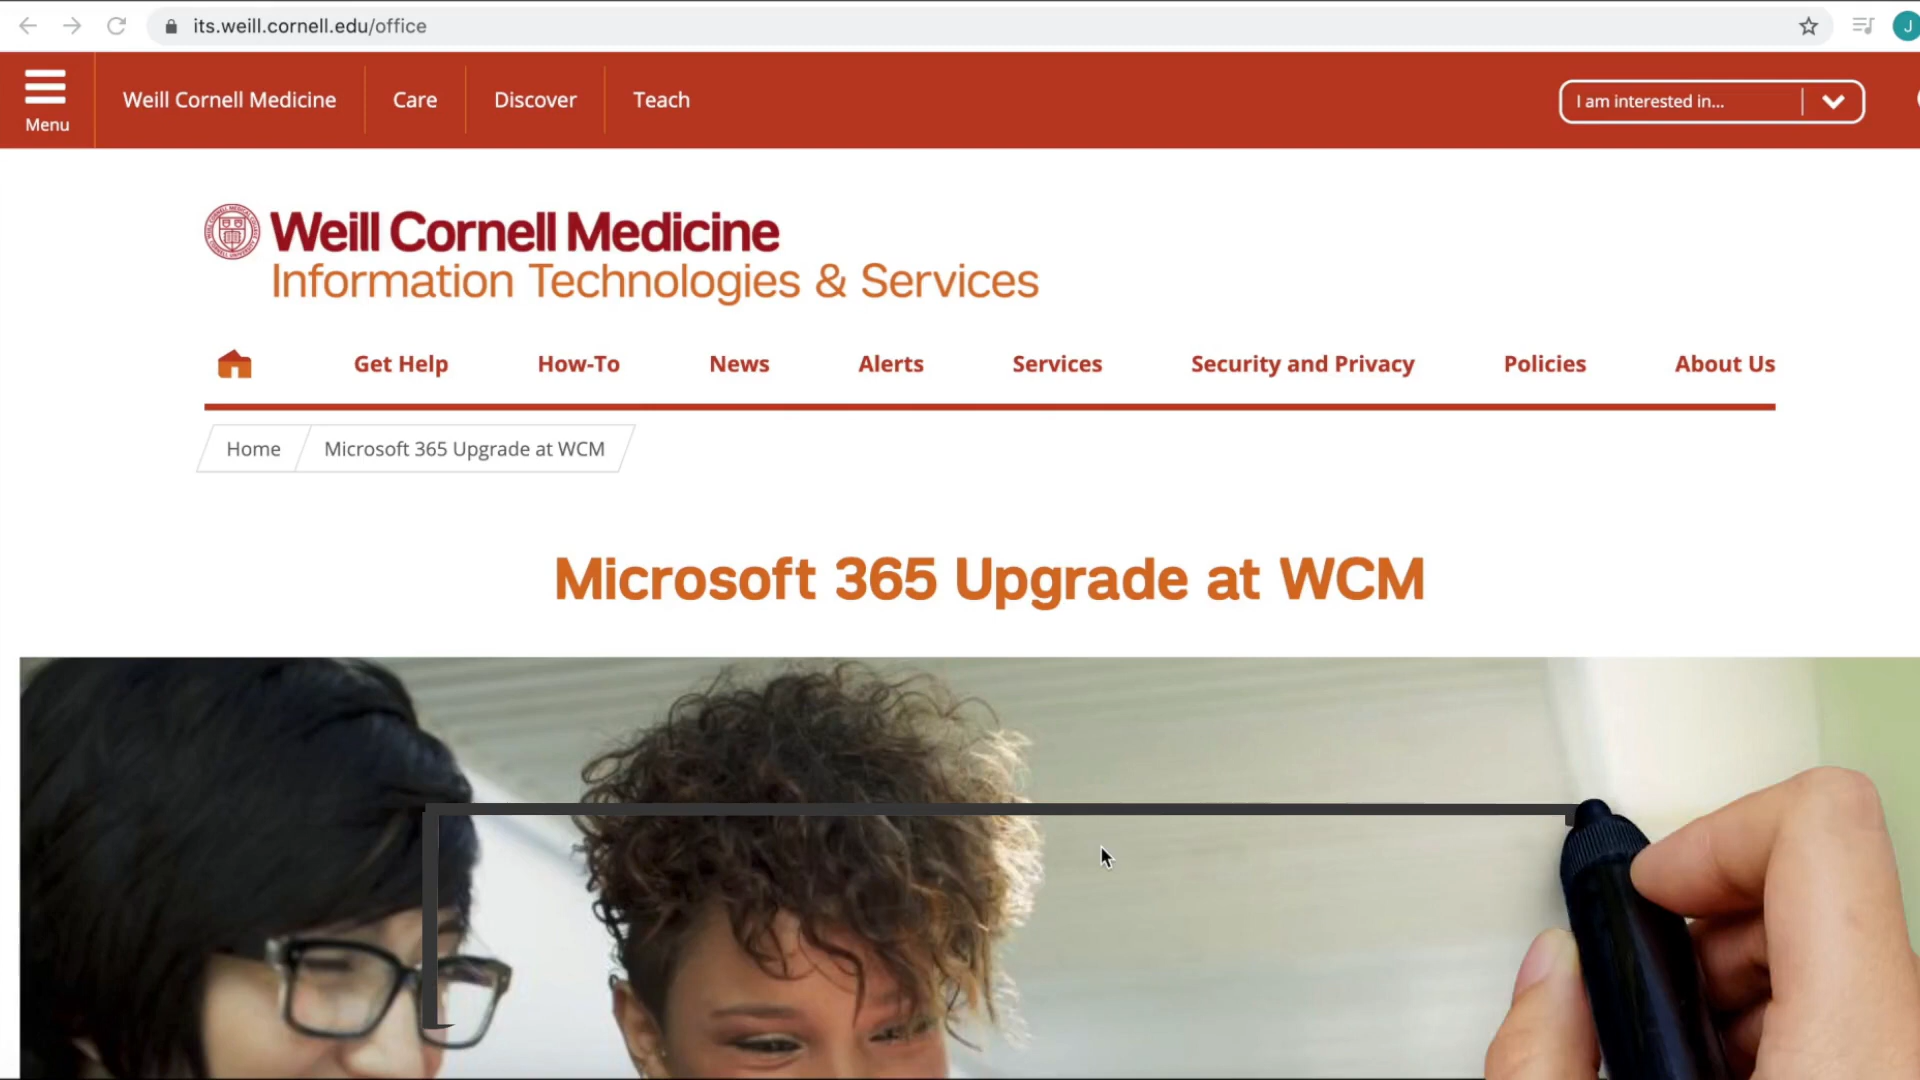 its.weill.cornell.edu/office
J
Menu
Weill Cornell Medicine
Care
Discover
Teach
I am interested in...
Weill Cornell Medicine
Information Technologies & Services
Get Help
How-To
News
Alerts
Services
Security and Privacy
Policies
About Us
Home
Microsoft 365 Upgrade at WCM
Microsoft 365 Upgrade at WCM